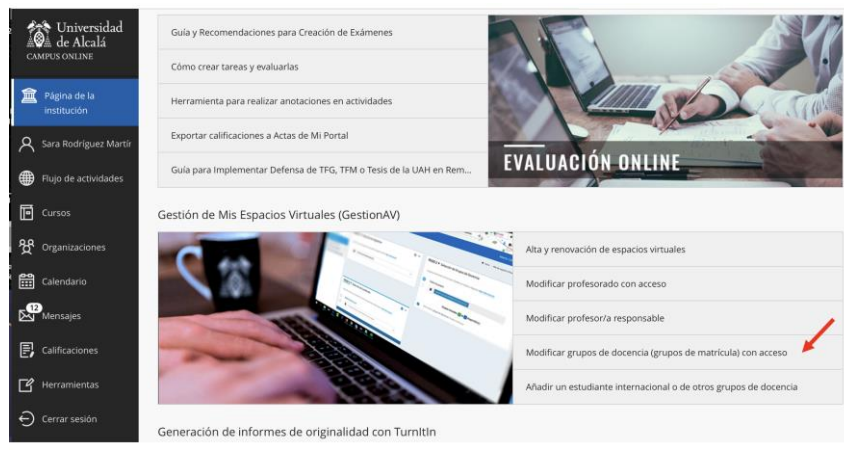 Universidad
de Alcalá
CAMPUS ONLINE
Página de la
institución
Sara Rodríguez Martín
Flujo de actividades
Cursos
Organizaciones
Calendario
12
Mensajes
Calificaciones
Herramientas
Cerrar sesión
Guía y Recomendaciones para Creación de Exámenes
Cómo crear tareas y evaluarlas
Herramienta para realizar anotaciones en actividades
Exportar calificaciones a Actas de Mi Portal
Guía para Implementar Defensa de TFG, TFM o Tesis de la UAH en Rem...
EVALUACIÓN ONLINE
Gestión de Mis Espacios Virtuales (GestionAV)
Alta y renovación de espacios virtuales
Modificar profesorado con acceso
Modificar profesor/a responsable
Modificar grupos de docencia (grupos de matrícula) con acceso
Añadir un estudiante internacional o de otros grupos de docencia
Generación de informes de originalidad con TurnItIn